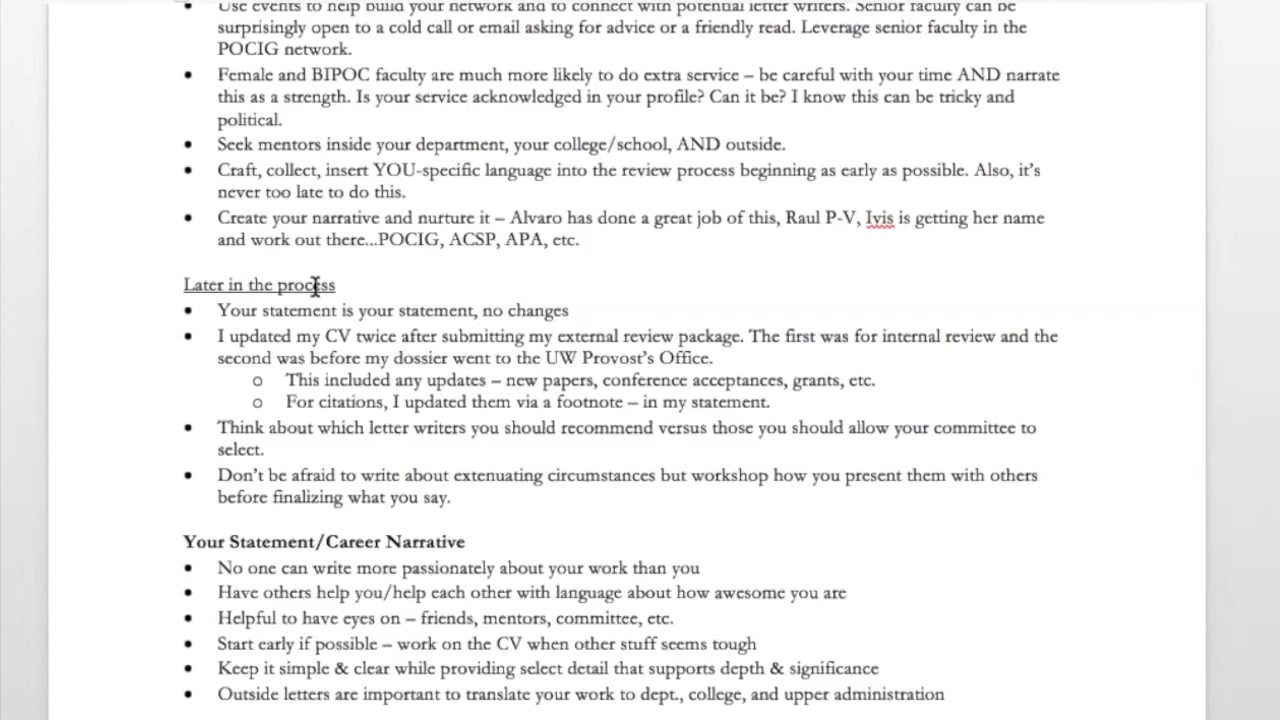 Use events to help build your network and to connect with potential letter writers. Senior faculty can be
surprisingly open to a cold call or email asking for advice or a friendly read. Leverage senior faculty in the
POCIG network.
Female and BIPOC faculty are much more likely to do extra service – be careful with your time AND narrate
this as a strength. Is your service acknowledged in your profile? Can it be? I know this can be tricky and
political.
Seek mentors inside your department, your college/school, AND outside.
Craft, collect, insert YOU-specific language into the review process beginning as early as possible. Also, it's
never too late to do this.
Create your narrative and nurture it – Alvaro has done a great job of this, Raul P-V, Ivis is getting her name
and work out there...POCIG, ACSP, APA, etc.
Later in the process
Your statement is your statement, no changes
I updated my CV twice after submitting my external review package. The first was for internal review and the
second was before my dossier went to the UW Provost's Office.
This included any updates – new papers, conference acceptances, grants, etc.
For citations, I updated them via a footnote – in my statement.
Think about which letter writers you should recommend versus those you should allow your committee to
select.
Don't be afraid to write about extenuating circumstances but workshop how you present them with others
before finalizing what you say.
Your Statement/Career Narrative
No one can write more passionately about your work than you
Have others help you/help each other with language about how awesome you are
Helpful to have eyes on – friends, mentors, committee, etc.
Start early if possible – work on the CV when other stuff seems tough
Keep it simple & clear while providing select detail that supports depth & significance
Outside letters are important to translate your work to dept., college, and upper administration